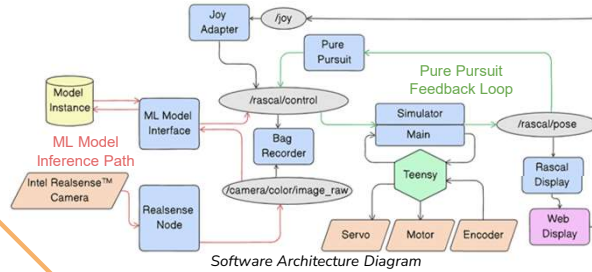 Joy
Adapter
/joy
Pure
Pursuit
Pure Pursuit
Feedback Loop
Model
Instance
ML Model
Interface
/rascal/control
Simulator
Main
/rascal/pose
ML Model
Inference Path
Bag
Recorder
Intel Realsense™
Camera
Realsense
Node
/camera/color/image_raw
Teensy
Rascal
Display
Servo
Motor
Encoder
Web
Display
Software Architecture Diagram